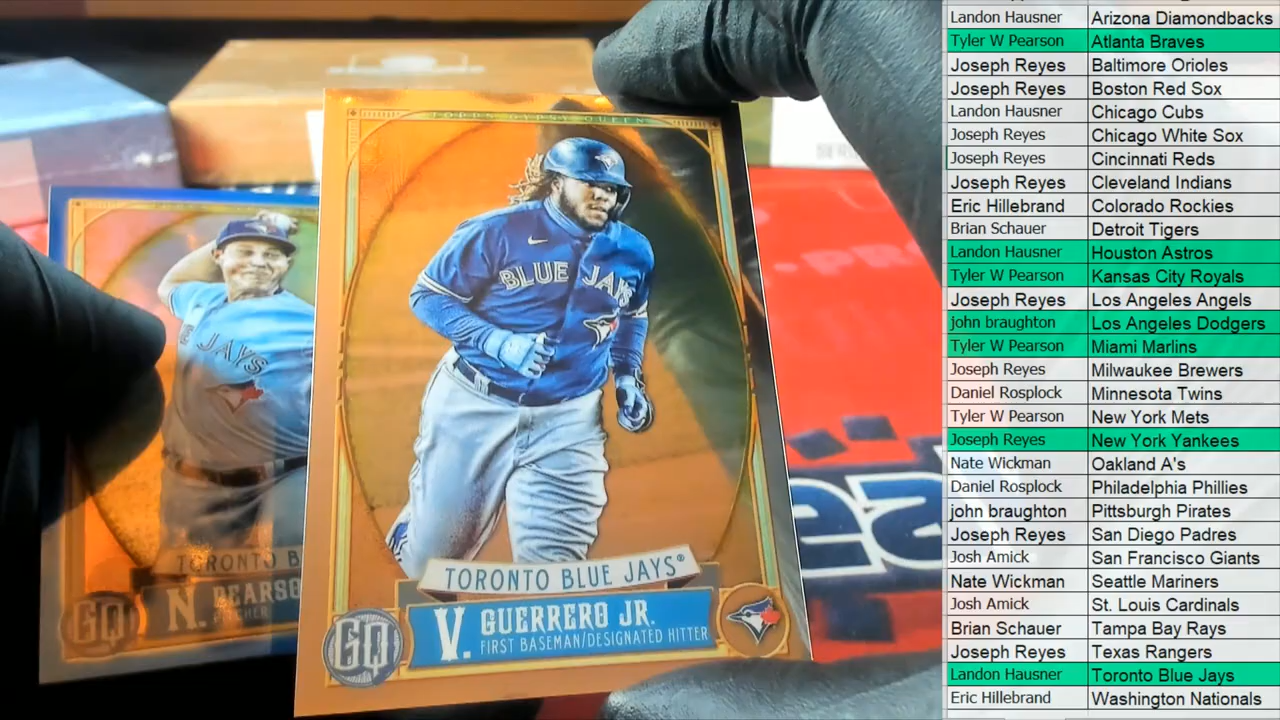 TOPPS GYPSY QUEEN
BLUE JAYS
TORONTO BLUE JAYS®
V. GUERRERO JR.
FIRST BASEMAN/DESIGNATED HITTER
GQ
JAYS
TORONTO B
N. PEARSO
GQ
Landon Hausner Arizona Diamondbacks
Tyler W Pearson Atlanta Braves
Joseph Reyes Baltimore Orioles
Joseph Reyes Boston Red Sox
Landon Hausner Chicago Cubs
Joseph Reyes Chicago White Sox
Joseph Reyes Cincinnati Reds
Joseph Reyes Cleveland Indians
Eric Hillebrand Colorado Rockies
Brian Schauer Detroit Tigers
Landon Hausner Houston Astros
Tyler W Pearson Kansas City Royals
Joseph Reyes Los Angeles Angels
john braughton Los Angeles Dodgers
Tyler W Pearson Miami Marlins
Joseph Reyes Milwaukee Brewers
Daniel Rosplock Minnesota Twins
Tyler W Pearson New York Mets
Joseph Reyes New York Yankees
Nate Wickman Oakland A's
Daniel Rosplock Philadelphia Phillies
john braughton Pittsburgh Pirates
Joseph Reyes San Diego Padres
Josh Amick San Francisco Giants
Nate Wickman Seattle Mariners
Josh Amick St. Louis Cardinals
Brian Schauer Tampa Bay Rays
Joseph Reyes Texas Rangers
Landon Hausner Toronto Blue Jays
Eric Hillebrand Washington Nationals